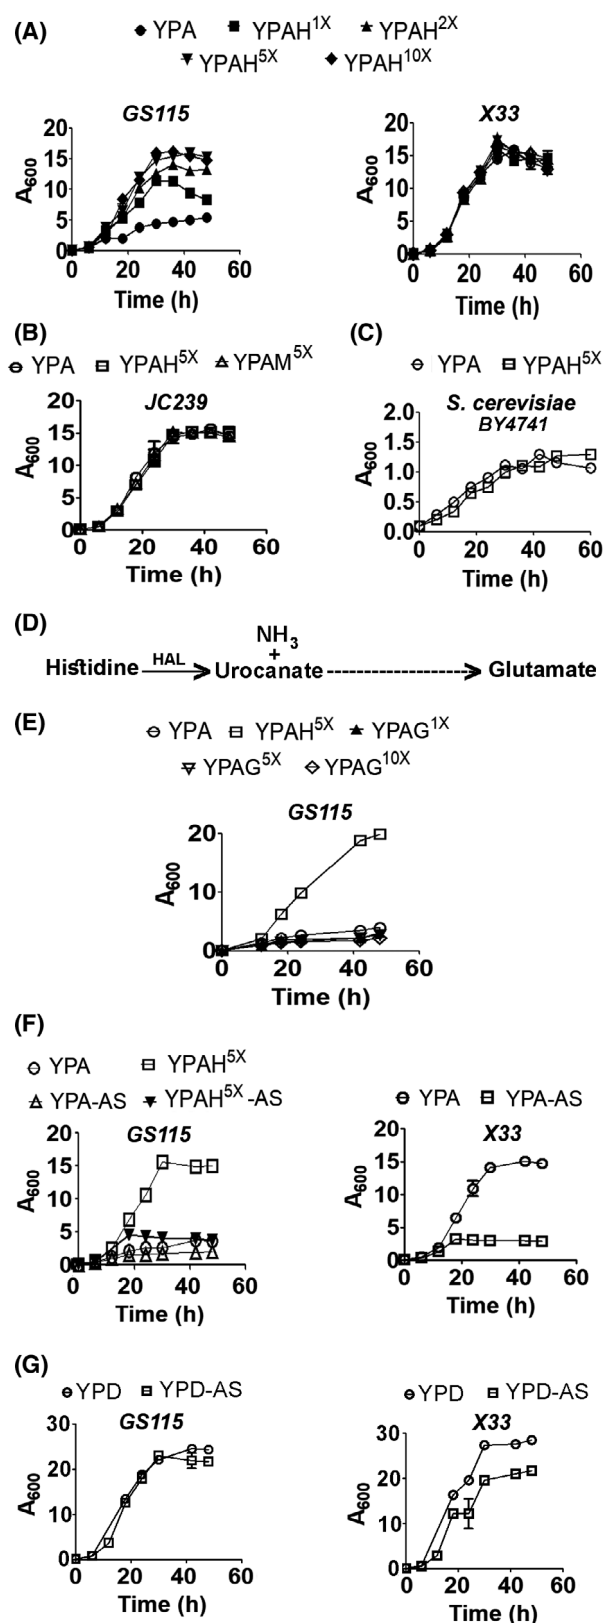 (A)
YPA YPAH1X YPAH2X
YPAH5X YPAH10X
GS115 X33
20 20
15 15
A600 A600
10 10
5 5
0 0
0 20 40 60 0 20 40 60
Time (h) Time (h)
(B) (C)
YPA YPAH5X YPAM5X YPA YPAH5X
JC239 S. cerevisiae
BY4741
20 2.0
15 1.5
A600 A600
10 1.0
5 0.5
0 0.0
0 20 40 60 0 20 40 60
Time (h) Time (h)
(D)
NH3
+
Histidine HAL Urocanate Glutamate
(E)
YPA YPAH5X YPAG1X
YPAG5X YPAG10X
GS115
20
A600
10
0
0 20 40 60
Time (h)
(F)
YPA YPAH5X
YPA-AS YPAH5X-AS YPA YPA-AS
GS115 X33
20 20
15 15
A600 A600
10 10
5 5
0 0
0 20 40 60 0 20 40 60
Time (h) Time (h)
(G)
YPD YPD-AS YPD YPD-AS
GS115 X33
30 30
A600 A600
20 20
10 10
0 0
0 20 40 60 0 20 40 60
Time (h) Time (h)